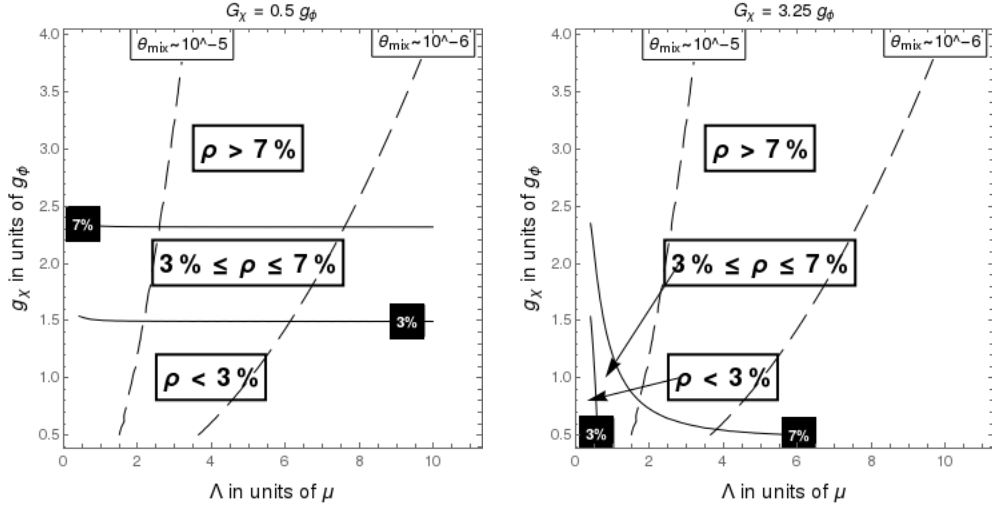 G_χ = 0.5 g_ϕ
θ_mix~10^-5
θ_mix~10^-6
4.0
3.5
3.0
2.5
2.0
1.5
1.0
0.5
g_χ in units of g_ϕ
ρ > 7 %
7%
3 % ≤ ρ ≤ 7 %
3%
ρ < 3 %
0
2
4
6
8
10
Λ in units of μ
G_χ = 3.25 g_ϕ
θ_mix~10^-5
θ_mix~10^-6
4.0
3.5
3.0
2.5
2.0
1.5
1.0
0.5
g_χ in units of g_ϕ
ρ > 7 %
3 % ≤ ρ ≤ 7 %
ρ < 3 %
3%
7%
0
2
4
6
8
10
Λ in units of μ